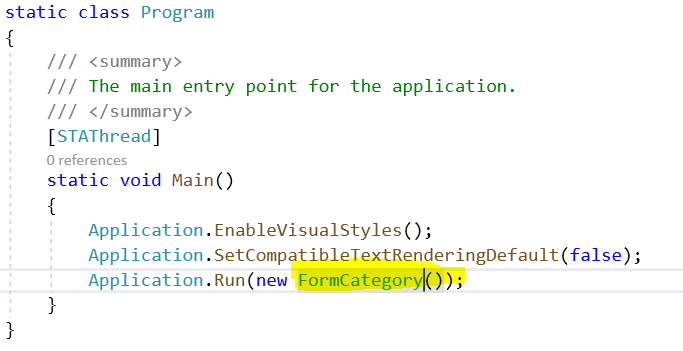 static class Program
{
/// <summary>
/// The main entry point for the application.
/// </summary>
[STAThread]
0 references
static void Main()
{
Application.EnableVisualStyles();
Application.SetCompatibleTextRenderingDefault(false);
Application.Run(new FormCategory());
}
}